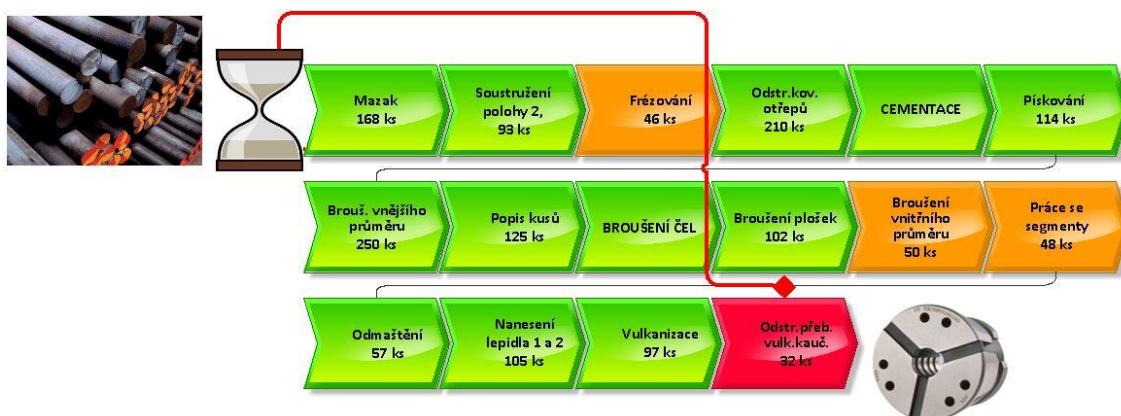 Mazak
168 ks
Soustružení
polohy 2,
93 ks
Frézování
46 ks
Odstr.kov.
otřepů
210 ks
CEMENTACE
Pískování
114 ks
Brouš. vnějšího
průměru
250 ks
Popis kusů
125 ks
BROUŠENÍ ČEL
Broušení plošek
102 ks
Broušení
vnitřního
průměru
50 ks
Práce se
segmenty
48 ks
Odmaštění
57 ks
Nanesení
lepidla 1 a 2
105 ks
Vulkanizace
97 ks
Odstr.přeb.
vulk.kauč.
32 ks